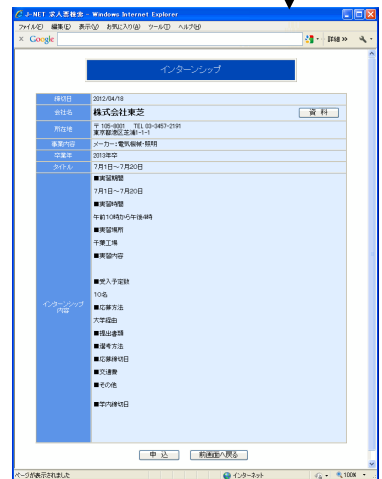 J-NET 求人票検索 - Windows Internet Explorer
ファイル(F) 編集(E) 表示(V) お気に入り(A) ツール(T) ヘルプ(H)
× Google 詳細 »
インターンシップ
締切日 2012/04/18
会社名 株式会社東芝 資 料
所在地 〒105-8001 TEL 03-3457-2191
東京都港区芝浦1-1-1
事業内容 メーカー：電気機械・照明
卒業年 2013年卒
タイトル 7月1日～7月20日
インターンシップ
内容
■実習期間
7月1日～7月20日
■実習時間
午前10時から午後4時
■実習場所
千葉工場
■実習内容
■受入予定数
10名
■応募方法
大学経由
■提出書類
■選考方法
■応募締切日
■交通費
■その他
■学内締切日
申 込 前画面へ戻る
ページが表示されました インターネット 100%